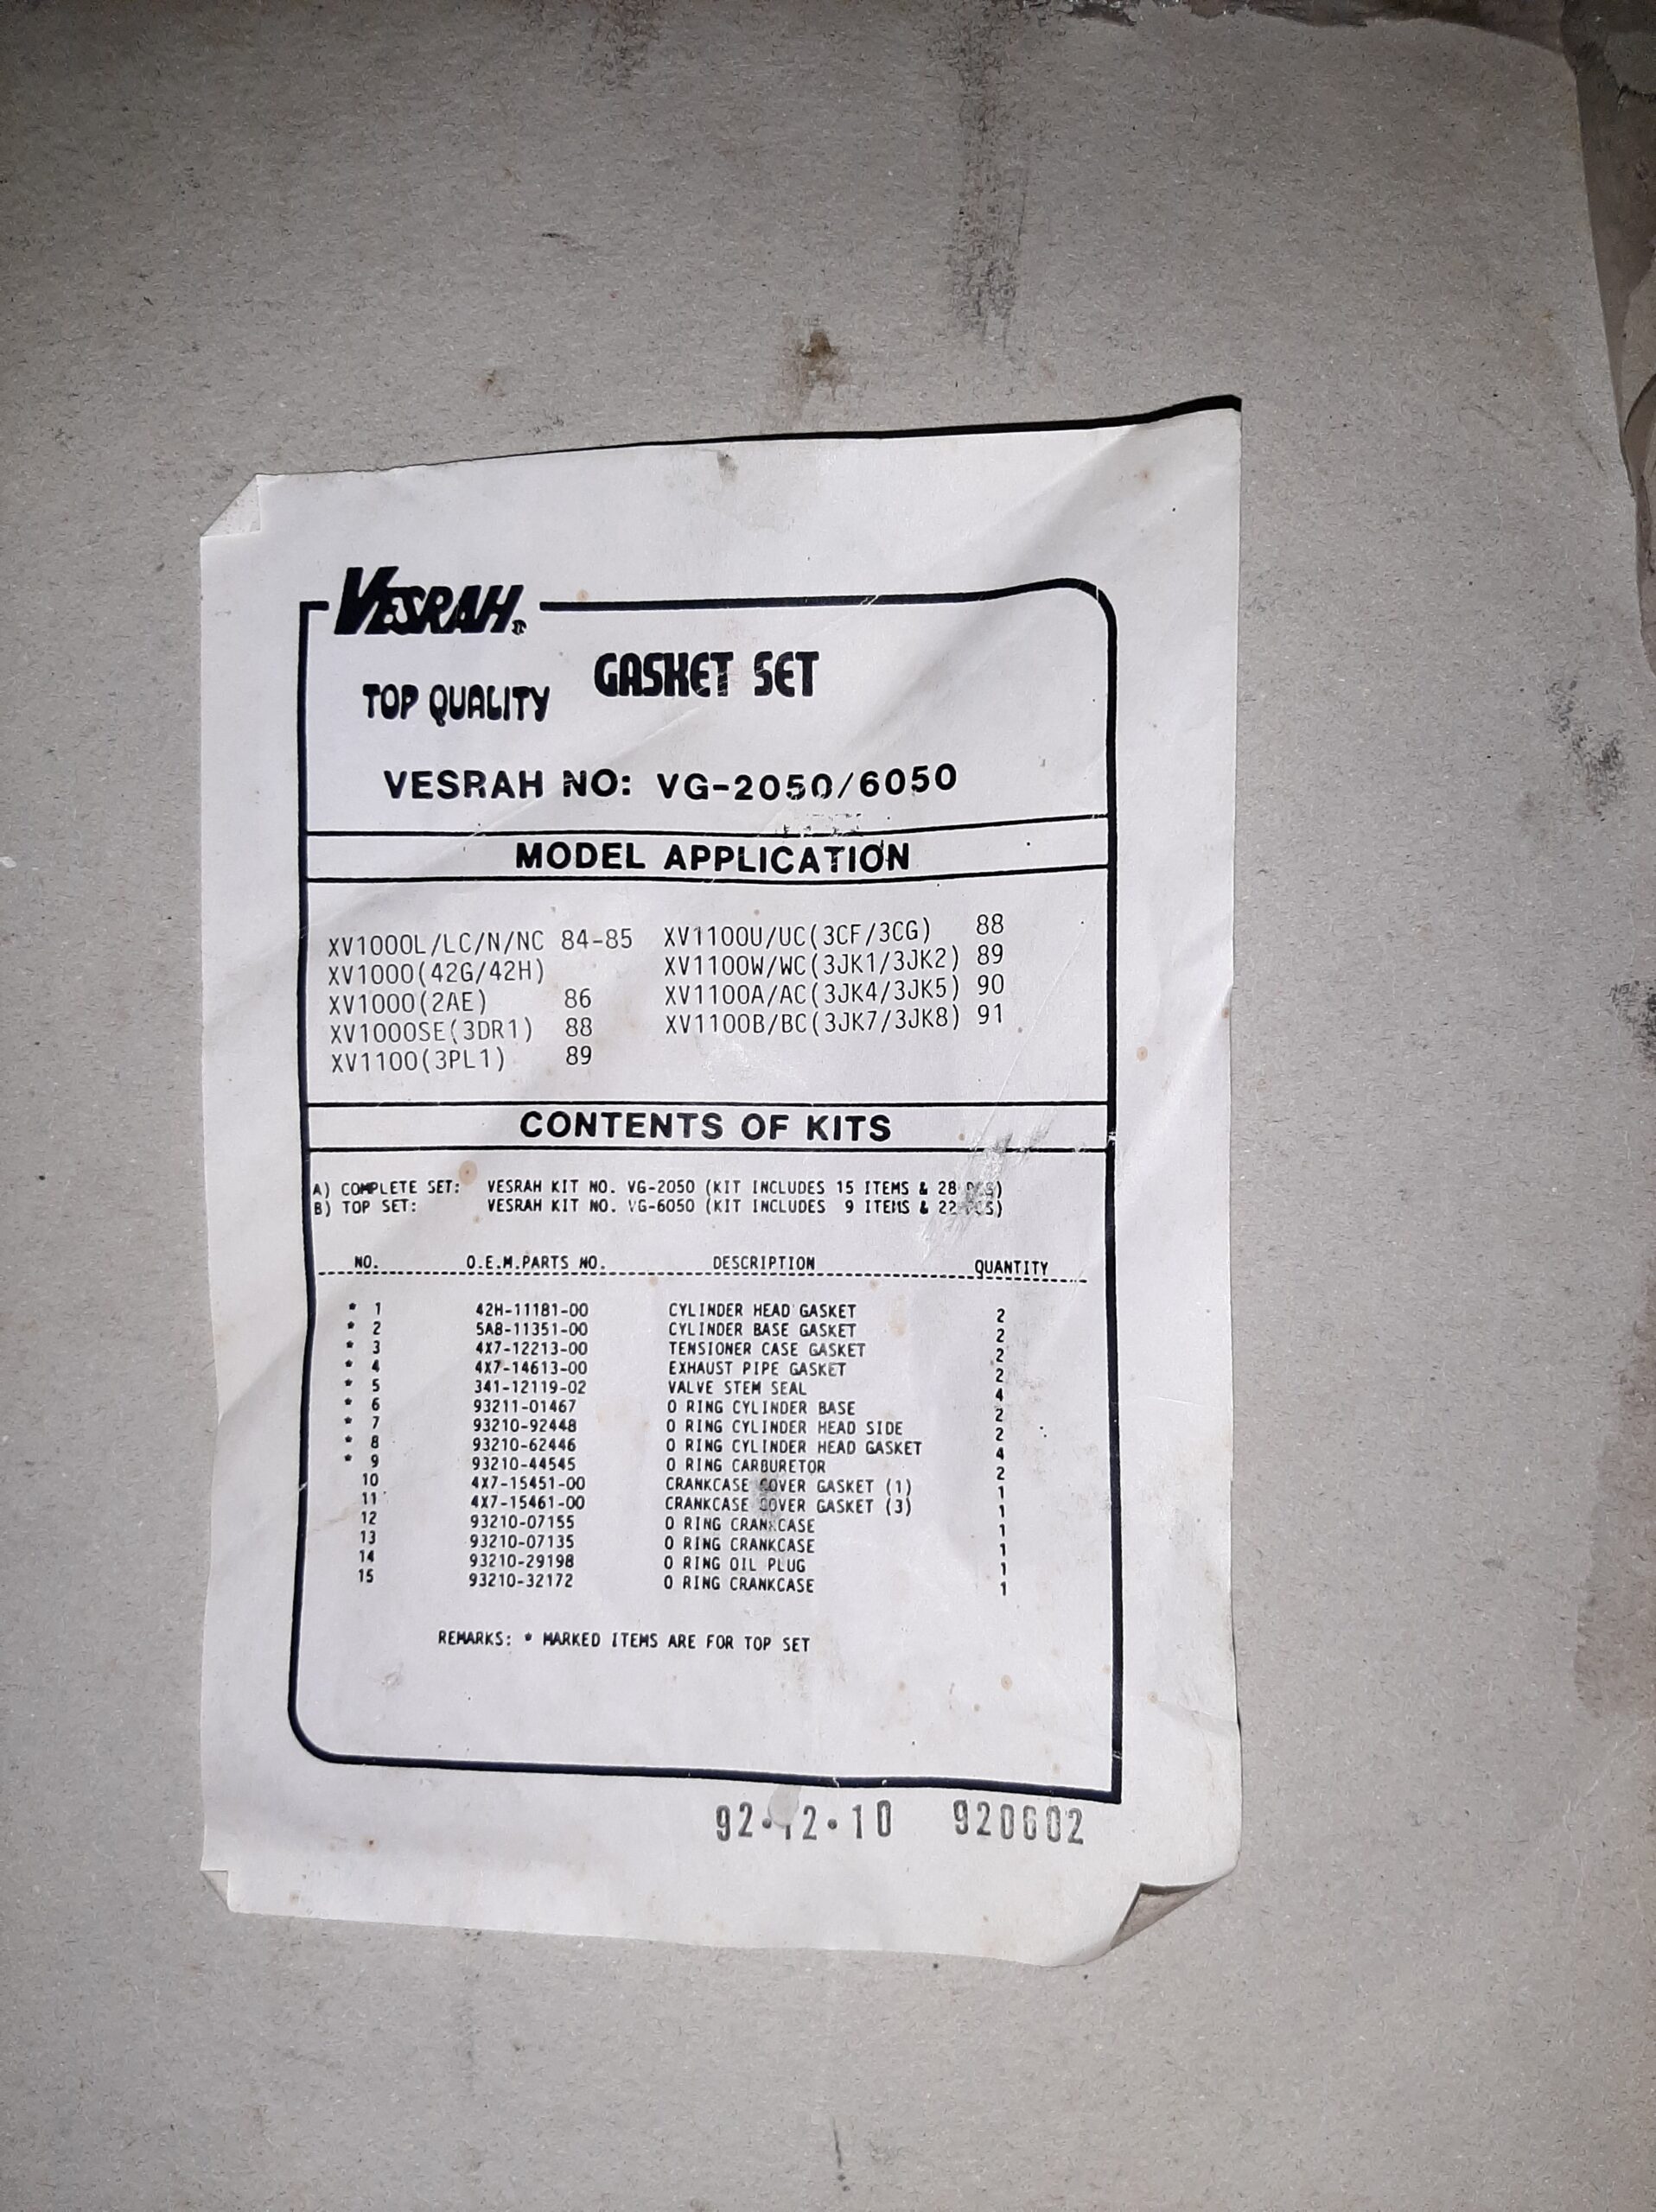 VESRAH®
TOP QUALITY GASKET SET
VESRAH NO: VG-2050/6050
MODEL APPLICATION
XV1000L/LC/N/NC 84-85 XV1100U/UC(3CF/3CG) 88
XV1000(42G/42H) XV1100W/WC(3JK1/3JK2) 89
XV1000(2AE) 86 XV1100A/AC(3JK4/3JK5) 90
XV1000SE(3DR1) 88 XV1100B/BC(3JK7/3JK8) 91
XV1100(3PL1) 89
CONTENTS OF KITS
A) COMPLETE SET: VESRAH KIT NO. VG-2050 (KIT INCLUDES 15 ITEMS & 28 PCS)
B) TOP SET: VESRAH KIT NO. VG-6050 (KIT INCLUDES 9 ITEMS & 22 PCS)
NO. O.E.M.PARTS NO. DESCRIPTION QUANTITY
* 1 42H-11181-00 CYLINDER HEAD GASKET 2
* 2 5A8-11351-00 CYLINDER BASE GASKET 2
* 3 4X7-12213-00 TENSIONER CASE GASKET 2
* 4 4X7-14613-00 EXHAUST PIPE GASKET 2
* 5 341-12119-02 VALVE STEM SEAL 4
* 6 93211-01467 O RING CYLINDER BASE 2
* 7 93210-92448 O RING CYLINDER HEAD SIDE 2
* 8 93210-62446 O RING CYLINDER HEAD GASKET 4
* 9 93210-44545 O RING CARBURETOR 2
10 4X7-15451-00 CRANKCASE COVER GASKET (1) 1
11 4X7-15461-00 CRANKCASE COVER GASKET (3) 1
12 93210-07155 O RING CRANKCASE 1
13 93210-07135 O RING CRANKCASE 1
14 93210-29198 O RING OIL PLUG 1
15 93210-32172 O RING CRANKCASE 1
REMARKS: * MARKED ITEMS ARE FOR TOP SET
92.12.10 920602